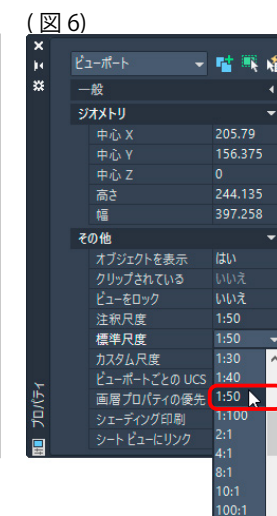 (図 6)
ビューポート
一般
ジオメトリ
中心 X 205.79
中心 Y 156.375
中心 Z 0
高さ 244.135
幅 397.258
その他
オブジェクトを表示 はい
クリップされている いいえ
ビューをロック いいえ
注釈尺度 1:50
標準尺度 1:50
カスタム尺度 1:30
ビューポートごとの UCS 1:40
画層プロパティの優先 1:50
シェーディング印刷 1:100
シート ビューにリンク 2:1
4:1
8:1
10:1
100:1
プロパティ